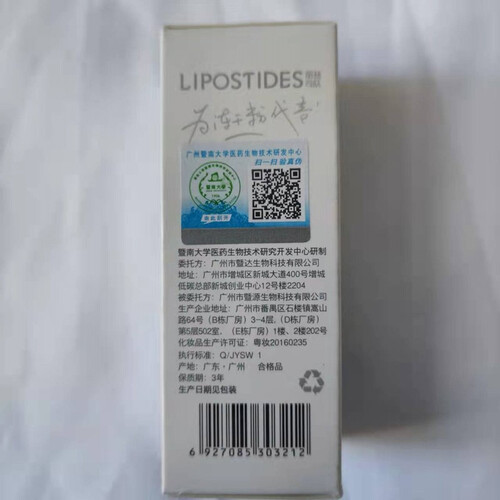 LIPOSTIDES
为冻干粉代言!
广州暨南大学医药生物技术研发中心
扫一扫 验真伪
暨南大学
暨南大学医药生物技术研究开发中心研制
委托方：广州市暨达生物科技有限公司
地址：广州市增城区新城大道400号增城
低碳总部新城创业中心12号楼2204
被委托方：广州市暨源生物科技有限公司
生产企业地址：广州市番禺区石楼镇嵩山
路64号（B栋厂房）3-4层，（D栋厂房）
第5层502室，（E栋厂房）1楼、2楼202号
化妆品生产许可证：粤妆20160235
执行标准：Q/JYSW 1
产地：广东·广州 合格品
保质期：3年
生产日期见包装
6 927085 303212